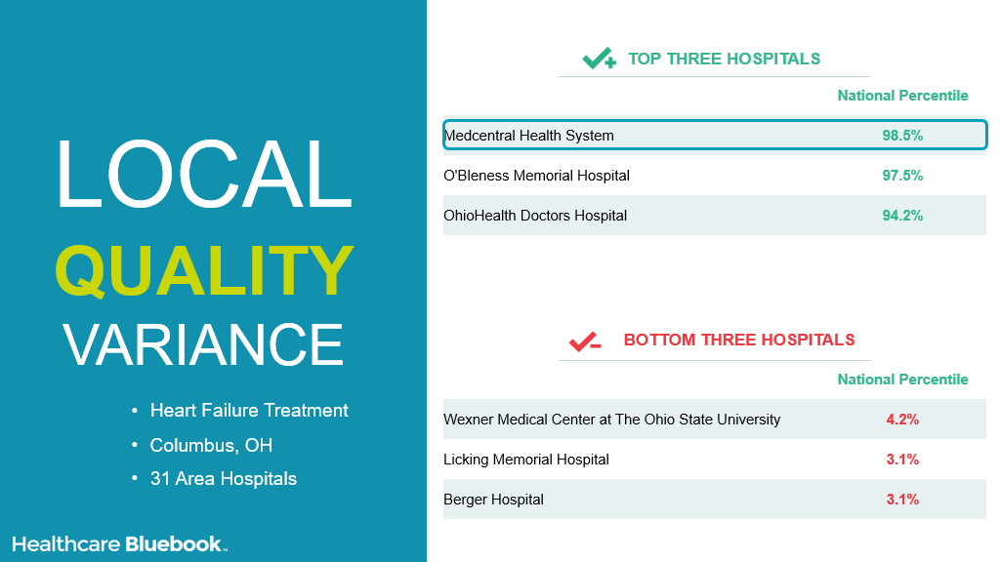 LOCAL
QUALITY
VARIANCE
• Heart Failure Treatment
• Columbus, OH
• 31 Area Hospitals
Healthcare Bluebook™
TOP THREE HOSPITALS
National Percentile
Medcentral Health System 98.5%
O'Bleness Memorial Hospital 97.5%
OhioHealth Doctors Hospital 94.2%
BOTTOM THREE HOSPITALS
National Percentile
Wexner Medical Center at The Ohio State University 4.2%
Licking Memorial Hospital 3.1%
Berger Hospital 3.1%